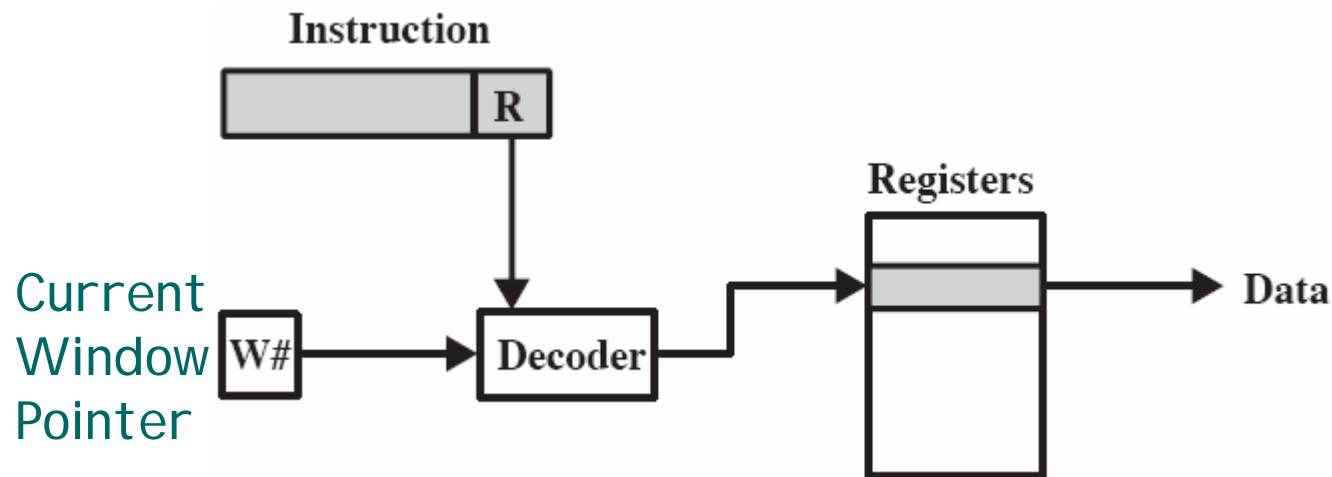 Instruction
R
Registers
Current
Window
Pointer
W#
Decoder
Data